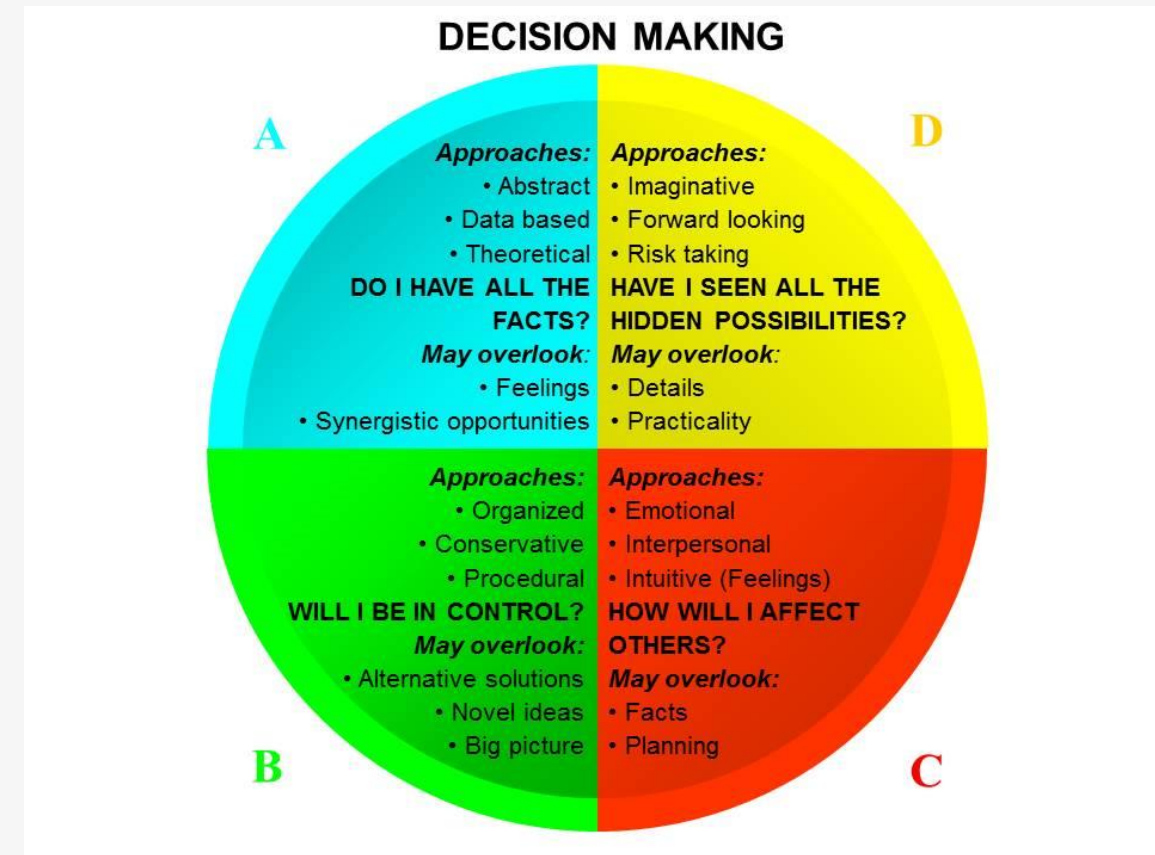 DECISION MAKING
A
Approaches:
• Abstract
• Data based
• Theoretical
DO I HAVE ALL THE
FACTS?
May overlook:
• Feelings
• Synergistic opportunities
D
Approaches:
• Imaginative
• Forward looking
• Risk taking
HAVE I SEEN ALL THE
HIDDEN POSSIBILITIES?
May overlook:
• Details
• Practicality
B
Approaches:
• Organized
• Conservative
• Procedural
WILL I BE IN CONTROL?
May overlook:
• Alternative solutions
• Novel ideas
• Big picture
C
Approaches:
• Emotional
• Interpersonal
• Intuitive (Feelings)
HOW WILL I AFFECT
OTHERS?
May overlook:
• Facts
• Planning